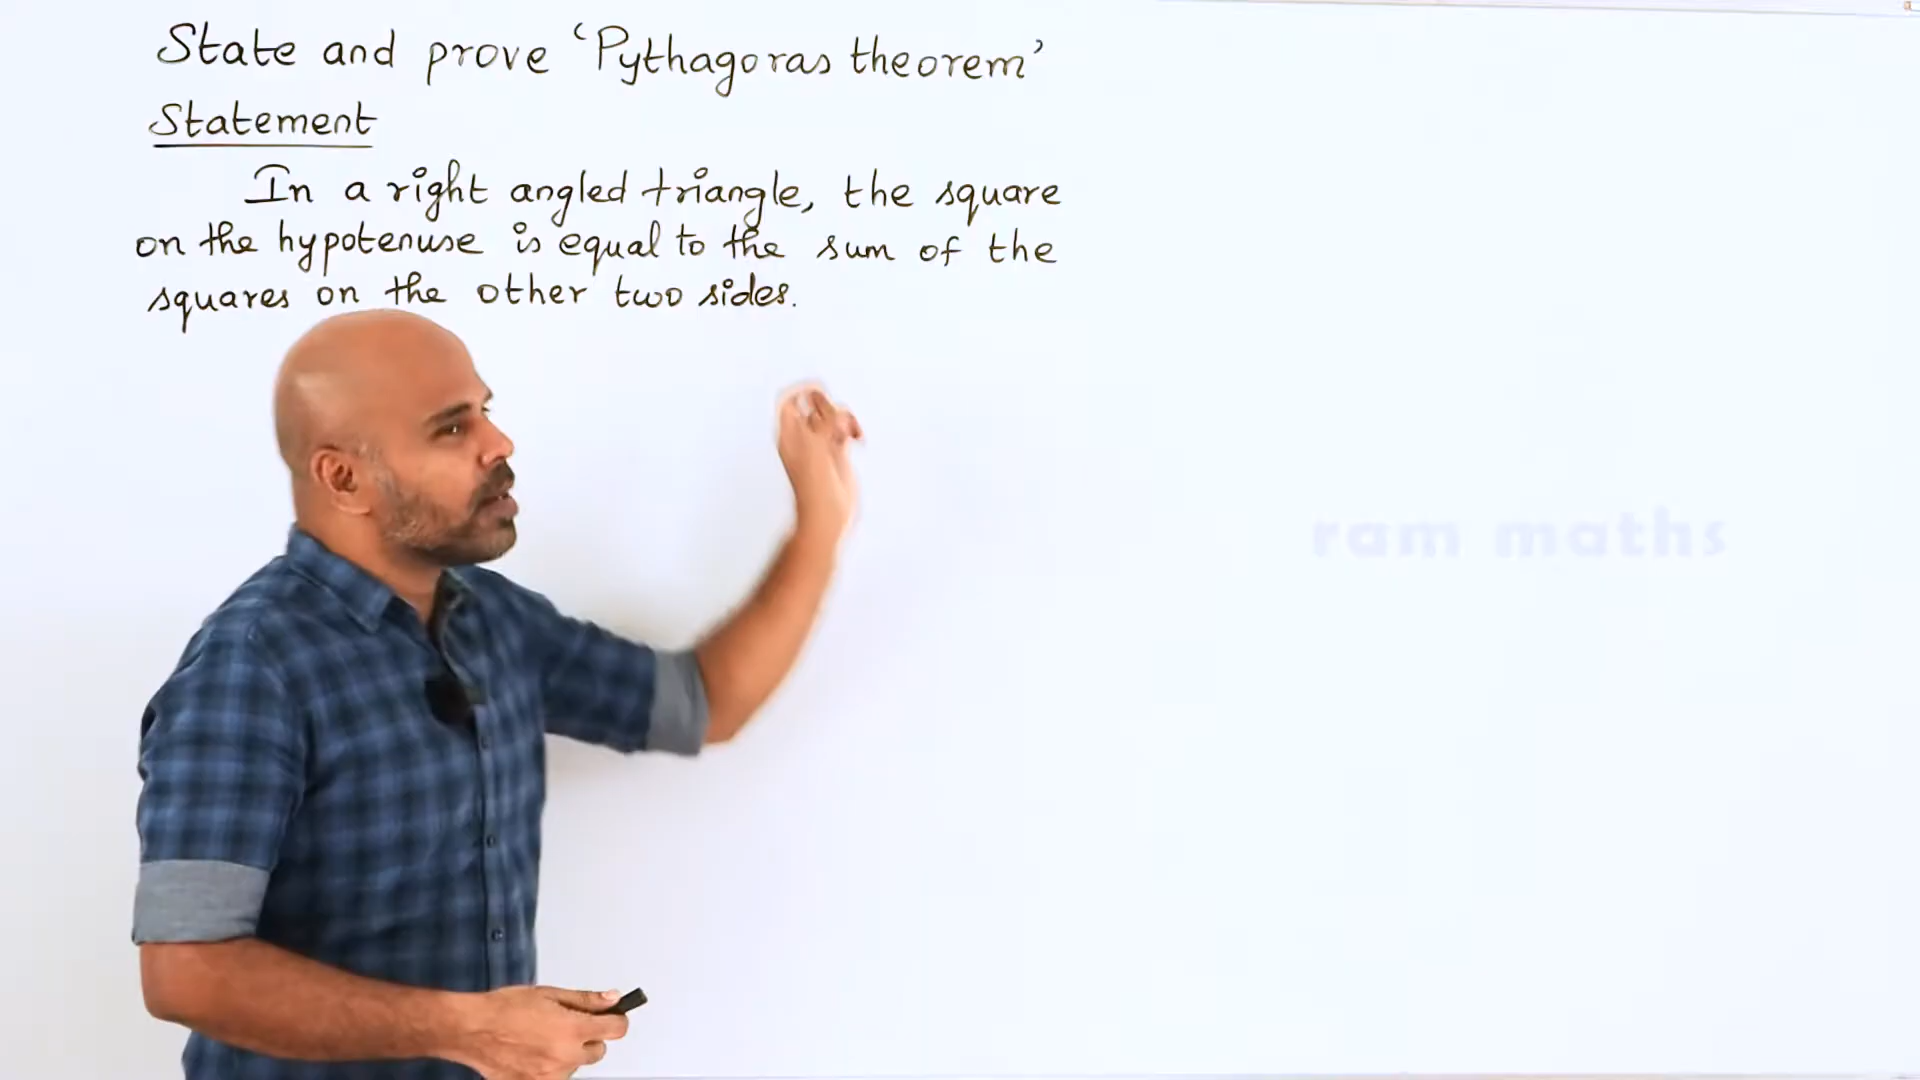 State and prove ‘Pythagoras theorem’
Statement
In a right angled triangle, the square
on the hypotenuse is equal to the sum of the
squares on the other two sides.
ram maths